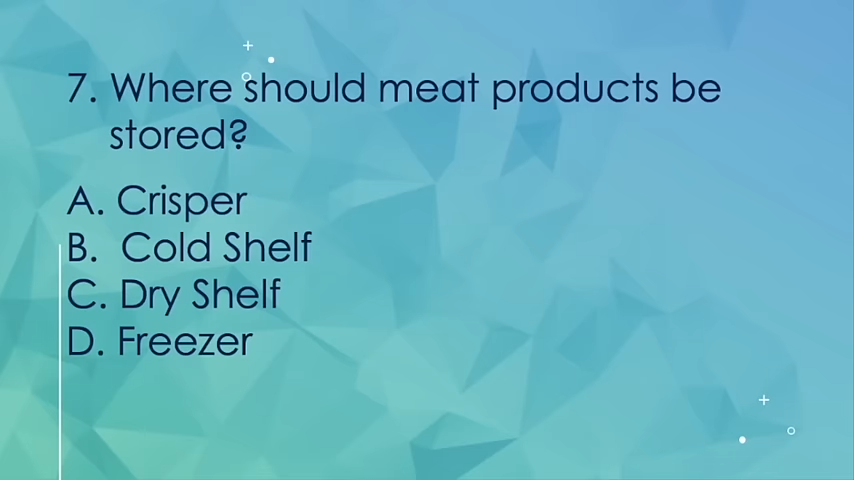 7. Where should meat products be
stored?
A. Crisper
B. Cold Shelf
C. Dry Shelf
D. Freezer